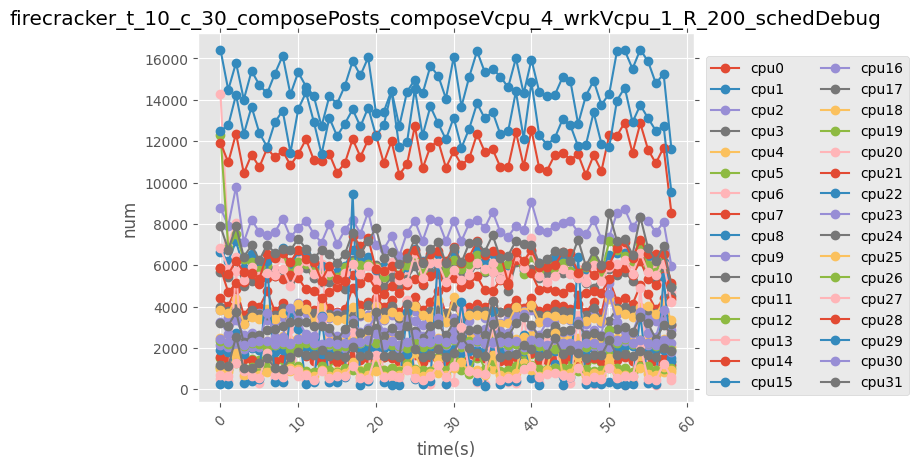 firecracker_t_10_c_30_composePosts_composeVcpu_4_wrkVcpu_1_R_200_schedDebug
16000
14000
12000
10000
8000
6000
4000
2000
0
num
0
10
20
30
40
50
60
time(s)
cpu0
cpu1
cpu2
cpu3
cpu4
cpu5
cpu6
cpu7
cpu8
cpu9
cpu10
cpu11
cpu12
cpu13
cpu14
cpu15
cpu16
cpu17
cpu18
cpu19
cpu20
cpu21
cpu22
cpu23
cpu24
cpu25
cpu26
cpu27
cpu28
cpu29
cpu30
cpu31